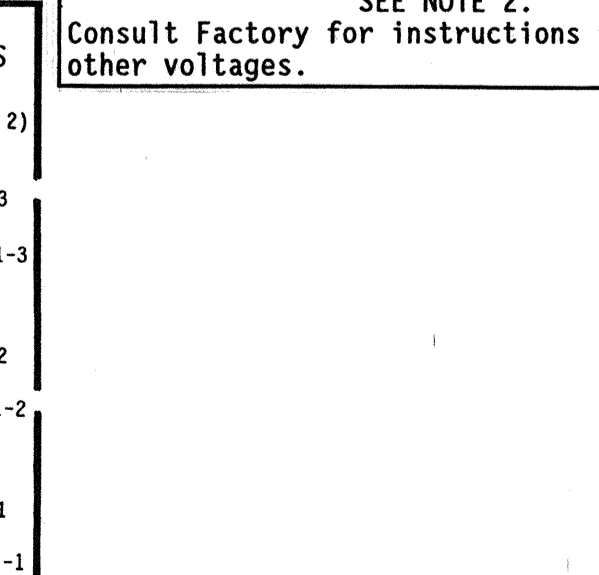 SEE NOTE 2.
Consult Factory for instructions
other voltages.
S
2)
3
-3
2
-2
1
-1